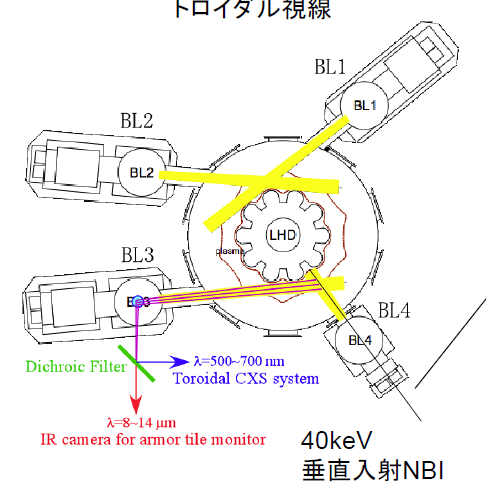 トロイダル視線
BL1
BL1
BL2
BL2
LHD
plasma
BL3
BL3
BL4
BL4
Dichroic Filter
λ=500~700 nm
Toroidal CXS system
λ=8~14 μm
IR camera for armor tile monitor
40keV
垂直入射NBI